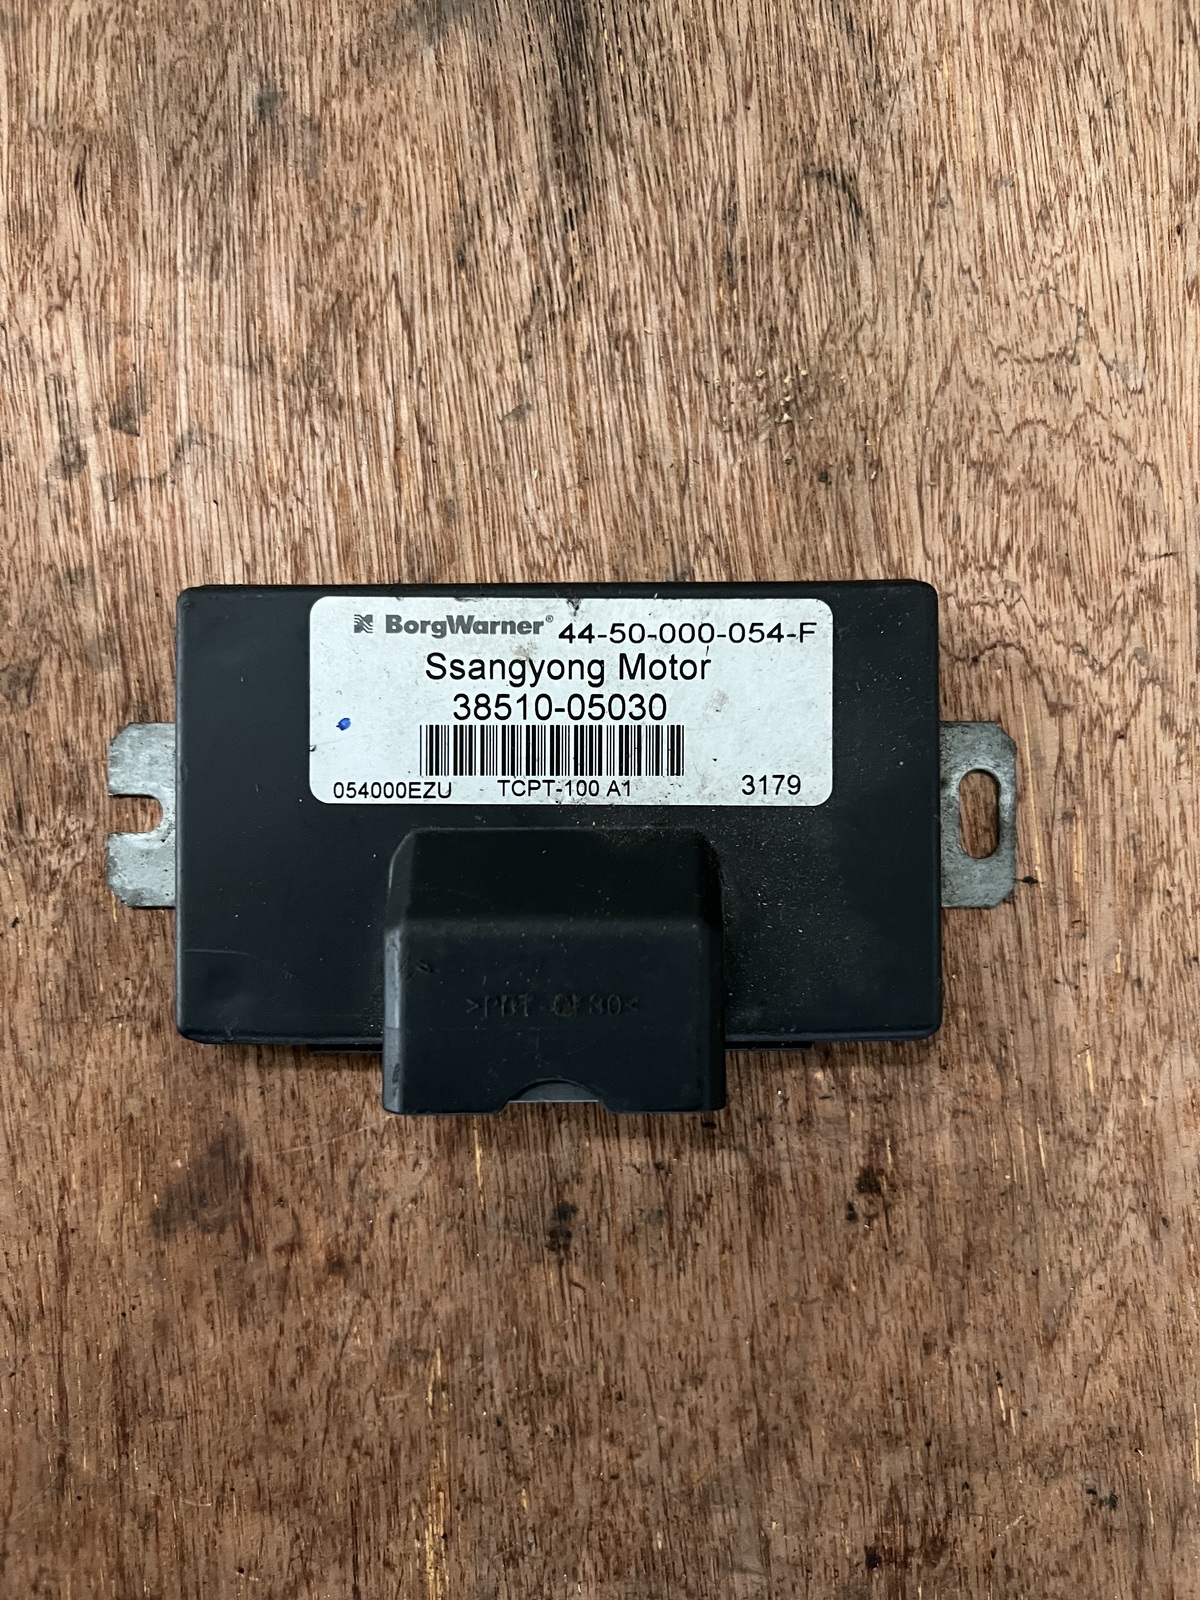 BorgWarner® 44-50-000-054-F
Ssangyong Motor
38510-05030
054000EZU TCPT-100 A1 3179